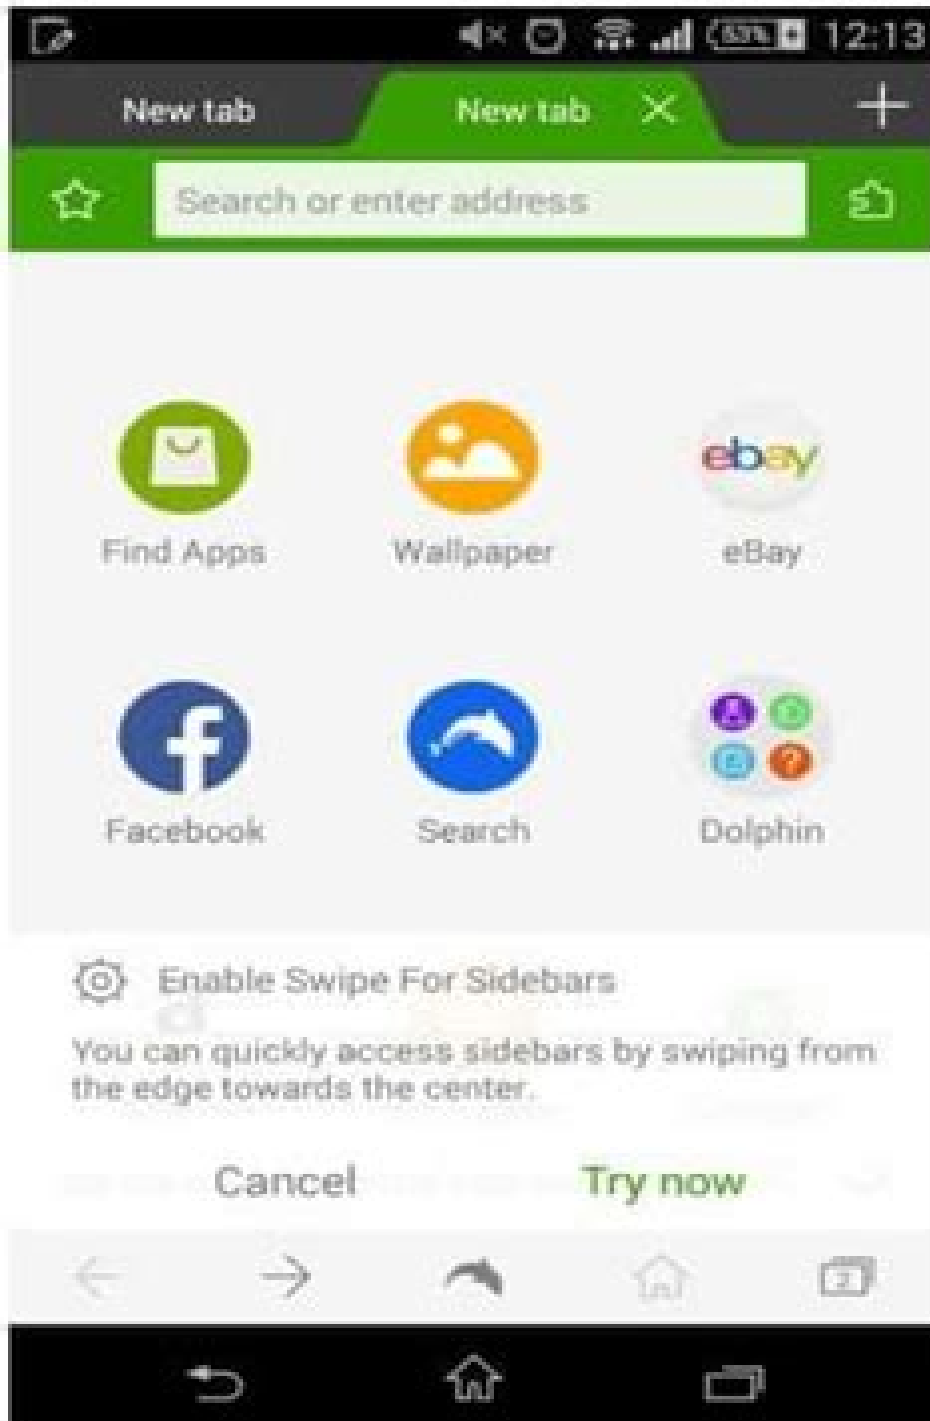 53% 12:13
New tab New tab
Search or enter address
ebay
Find Apps Wallpaper eBay
f
Facebook Search Dolphin
?
Enable Swipe For Sidebars
You can quickly access sidebars by swiping from
the edge towards the center.
Cancel Try now
2